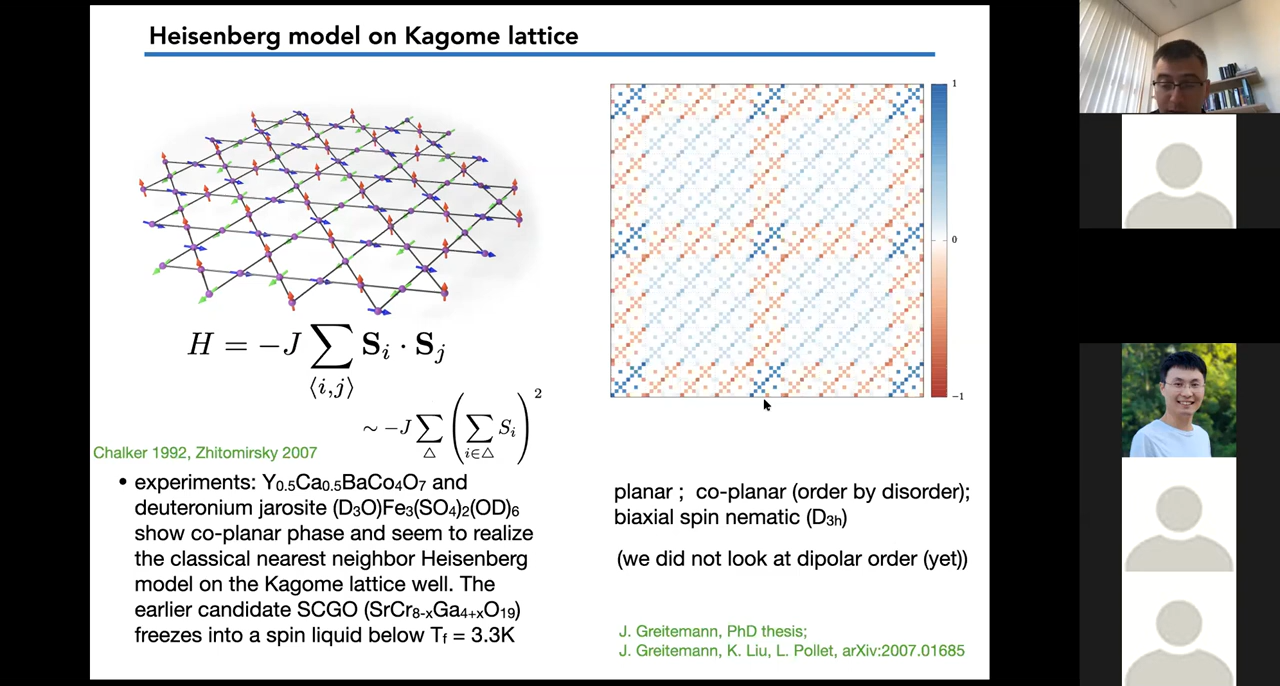 Heisenberg model on Kagome lattice
H = −J ∑⟨i,j⟩ Sᵢ · Sⱼ
∼ −J ∑△ (∑i∈△ Sᵢ)²
Chalker 1992, Zhitomirsky 2007
• experiments: Y₀.₅Ca₀.₅BaCo₄O₇ and
deuteronium jarosite (D₃O)Fe₃(SO₄)₂(OD)₆
show co-planar phase and seem to realize
the classical nearest neighbor Heisenberg
model on the Kagome lattice well. The
earlier candidate SCGO (SrCr₈₋ₓGa₄₊ₓO₁₉)
freezes into a spin liquid below Tf = 3.3K
1
0
−1
planar ; co-planar (order by disorder);
biaxial spin nematic (D₃ₕ)
(we did not look at dipolar order (yet))
J. Greitemann, PhD thesis;
J. Greitemann, K. Liu, L. Pollet, arXiv:2007.01685